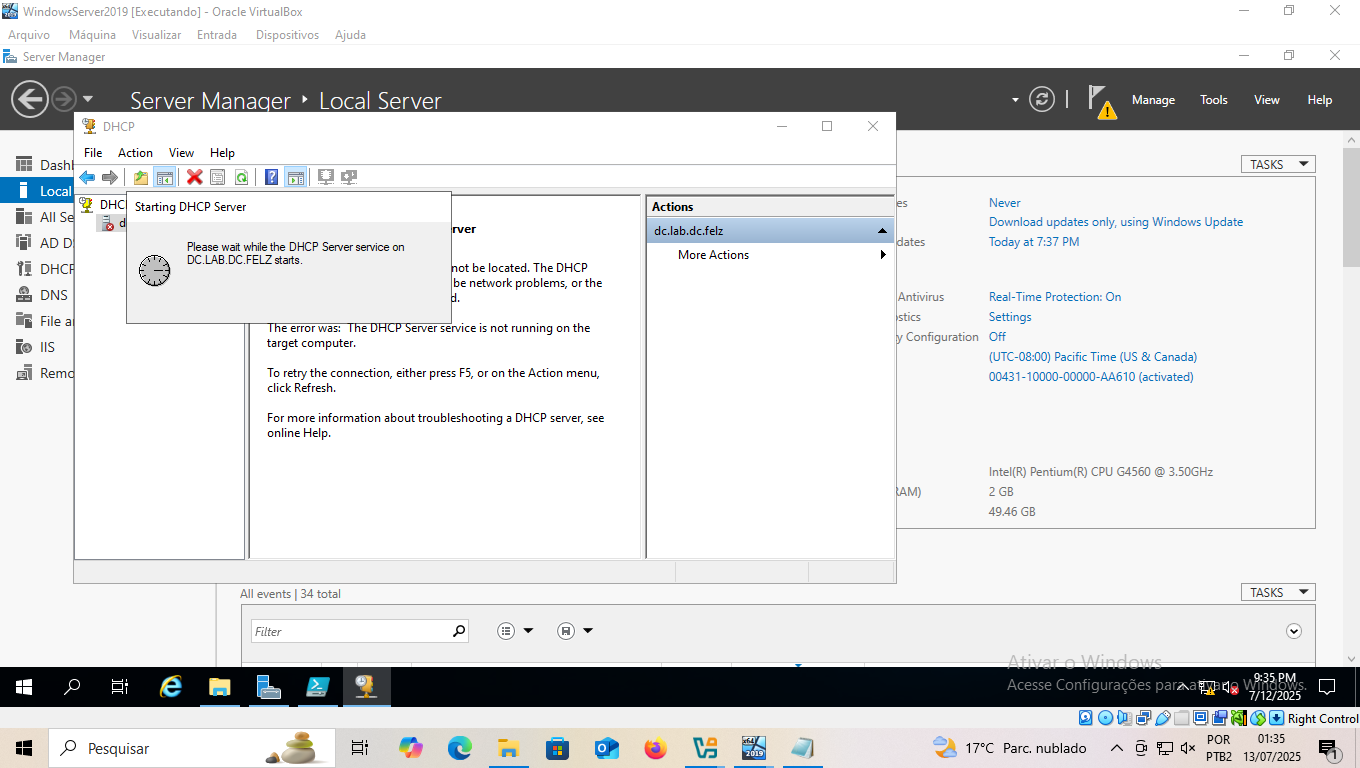 WindowsServer2019 [Executando] - Oracle VirtualBox
Arquivo Máquina Visualizar Entrada Dispositivos Ajuda
Server Manager
Server Manager Local Server
Manage Tools View Help
DHCP
File Action View Help
TASKS
Dash
Local
All Se
AD D
DHCP
DNS
File a
IIS
Remo
DHC
d
Starting DHCP Server
Please wait while the DHCP Server service on
DC.LAB.DC.FELZ starts.
rver
not be located. The DHCP
be network problems, or the
d.
The error was: The DHCP Server service is not running on the
target computer.
To retry the connection, either press F5, or on the Action menu,
click Refresh.
For more information about troubleshooting a DHCP server, see
online Help.
Actions
dc.lab.dc.felz
More Actions
es Never
Download updates only, using Windows Update
dates Today at 7:37 PM
Antivirus Real-Time Protection: On
stics Settings
y Configuration Off
(UTC-08:00) Pacific Time (US & Canada)
00431-10000-00000-AA610 (activated)
Intel(R) Pentium(R) CPU G4560 @ 3.50GHz
RAM) 2 GB
49.46 GB
All events | 34 total
TASKS
Filter
Ativar o Windows
Acesse Configurações para ativar o Windows.
9:35 PM
7/12/2025
Right Control
Pesquisar
x64
2019
17°C Parc. nublado
POR
PTB2
01:35
13/07/2025
1